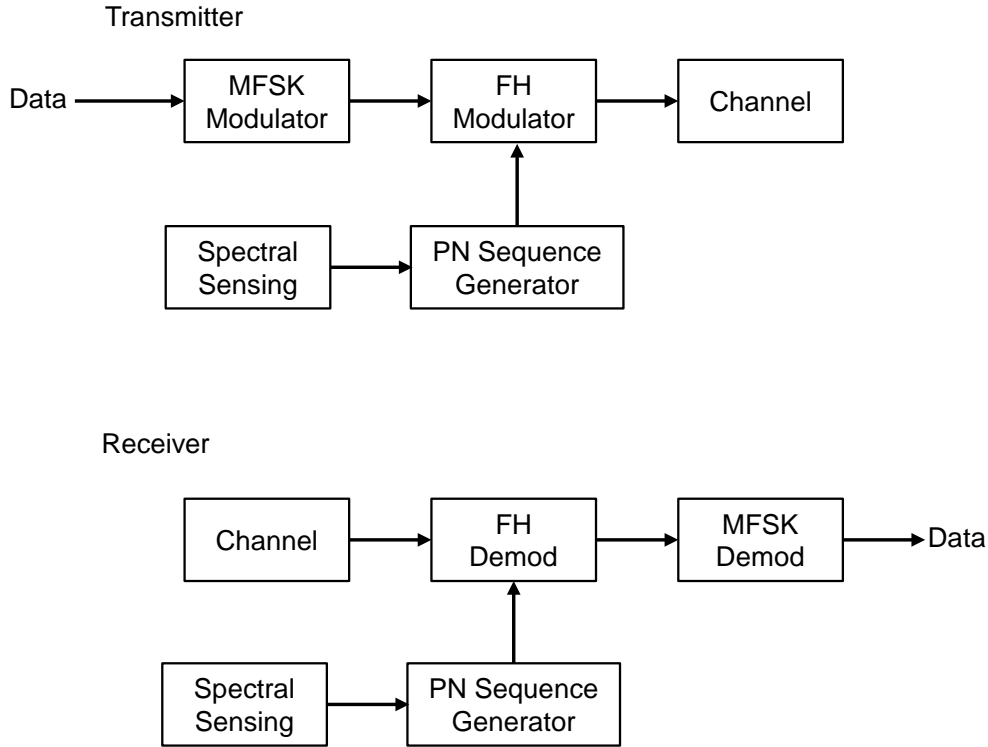 Transmitter
Data
MFSK
Modulator
FH
Modulator
Channel
Spectral
Sensing
PN Sequence
Generator
Receiver
Channel
FH
Demod
MFSK
Demod
Data
Spectral
Sensing
PN Sequence
Generator